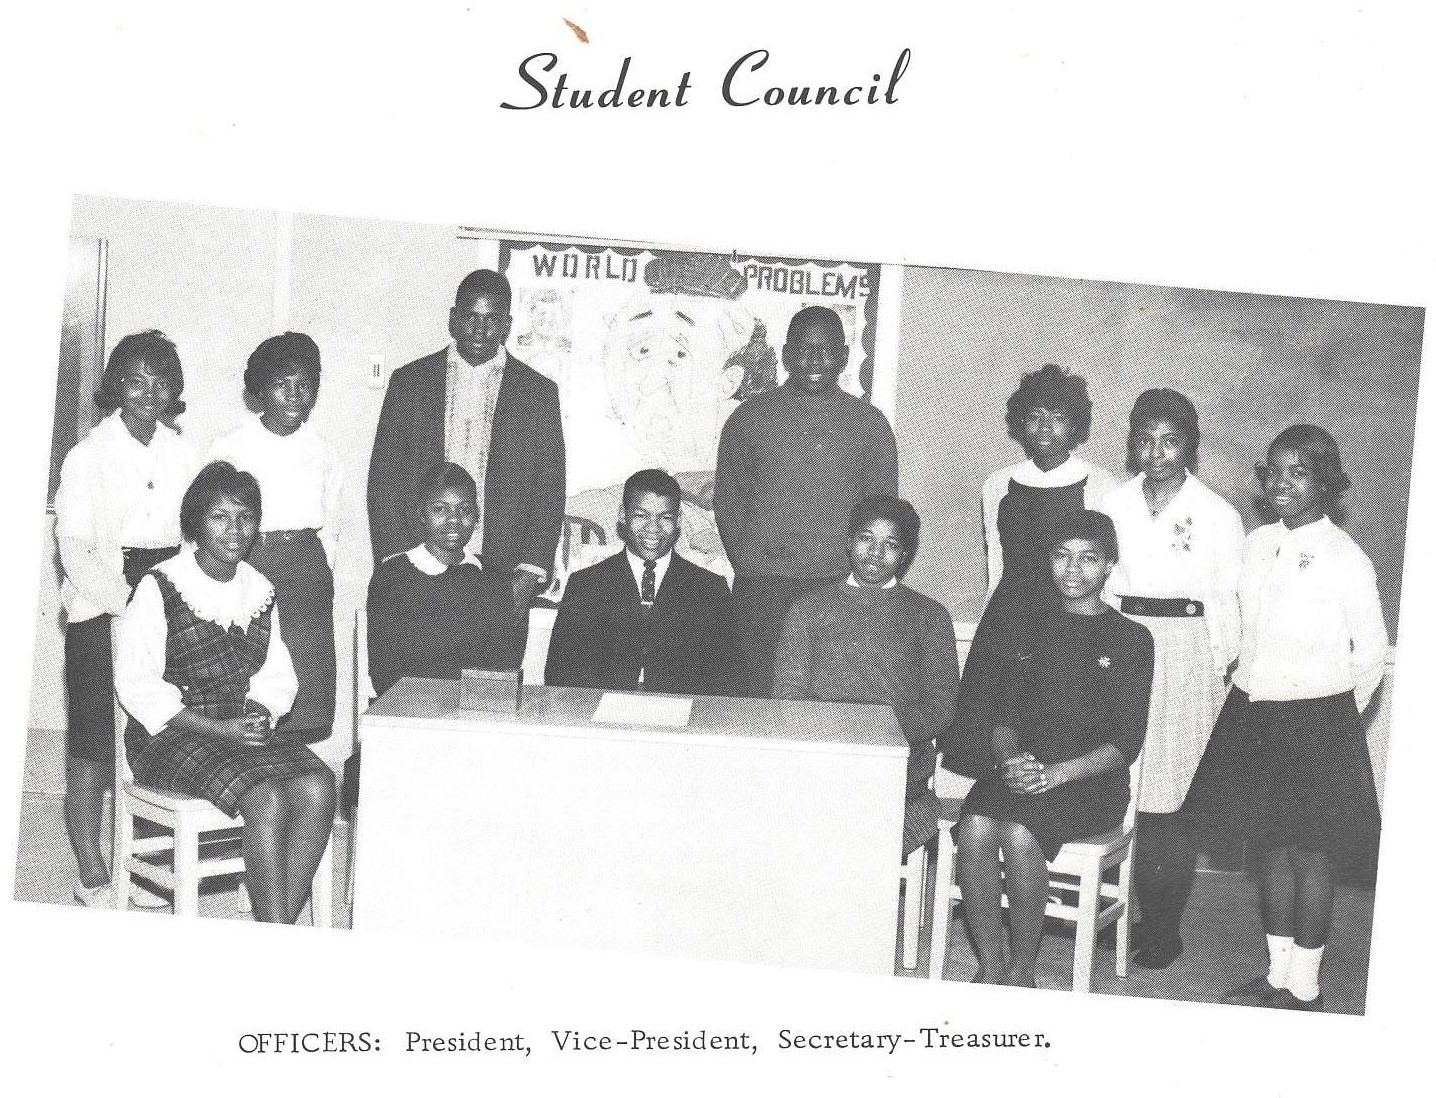 Student Council
WORLD PROBLEMS
OFFICERS: President, Vice-President, Secretary-Treasurer.